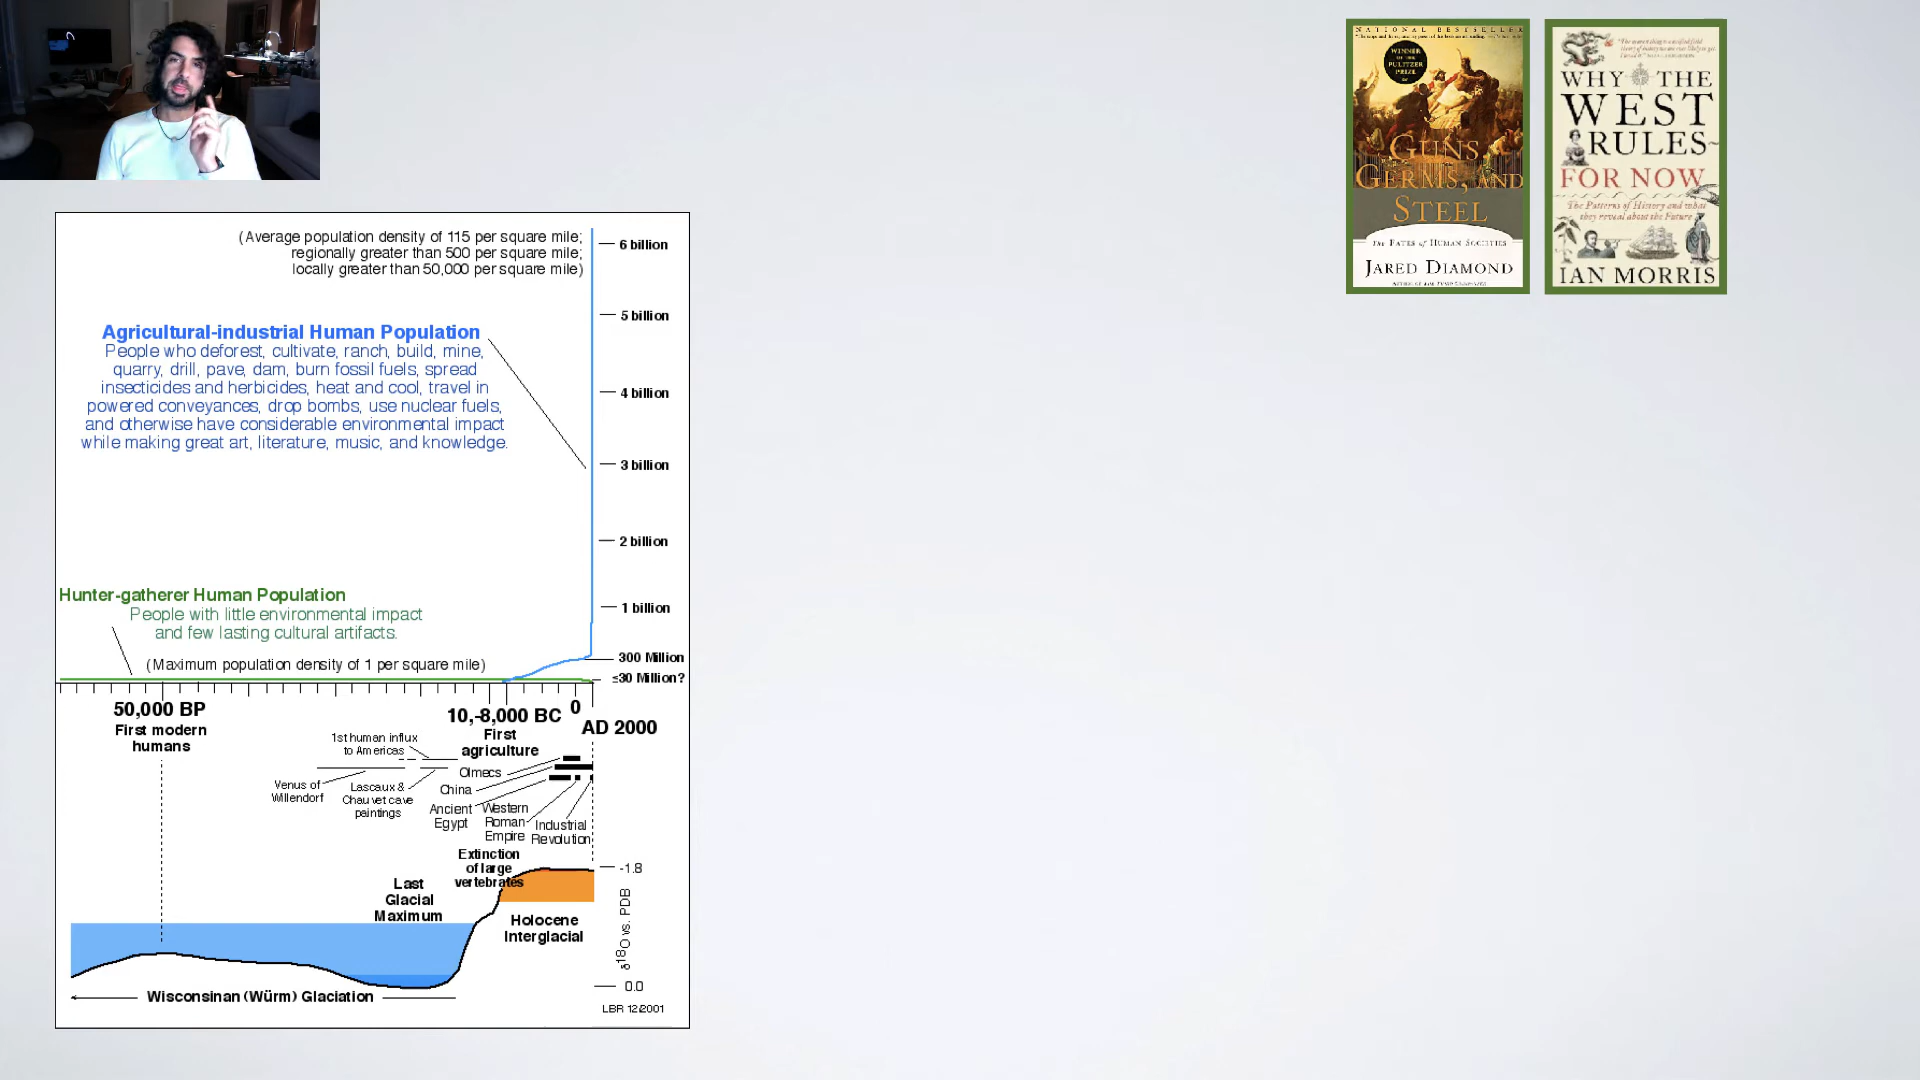 NATIONAL BESTSELLER
WINNER
OF THE
PULITZER
PRIZE
GUNS,
GERMS, AND
STEEL
The FATES of HUMAN SOCIETIES
JARED DIAMOND
WHY THE
WEST
RULES~
FOR NOW
The Patterns of History and what
they reveal about the Future
IAN MORRIS
(Average population density of 115 per square mile;
regionally greater than 500 per square mile;
locally greater than 50,000 per square mile)
6 billion
5 billion
4 billion
3 billion
2 billion
1 billion
300 Million
≤30 Million?
Agricultural-industrial Human Population
People who deforest, cultivate, ranch, build, mine,
quarry, drill, pave, dam, burn fossil fuels, spread
insecticides and herbicides, heat and cool, travel in
powered conveyances, drop bombs, use nuclear fuels,
and otherwise have considerable environmental impact
while making great art, literature, music, and knowledge.
Hunter-gatherer Human Population
People with little environmental impact
and few lasting cultural artifacts.
(Maximum population density of 1 per square mile)
50,000 BP
First modern
humans
10,-8,000 BC
First
agriculture
0
AD 2000
1st human influx
to Americas
Venus of
Willendorf
Lascaux &
Chauvet cave
paintings
Olmecs
China
Ancient
Egypt
Western
Roman
Empire
Industrial
Revolution
Extinction
of large
vertebrates
Last
Glacial
Maximum
Holocene
Interglacial
-1.8
δ18O vs. PDB
0.0
Wisconsinan (Würm) Glaciation
LBR 12/2001